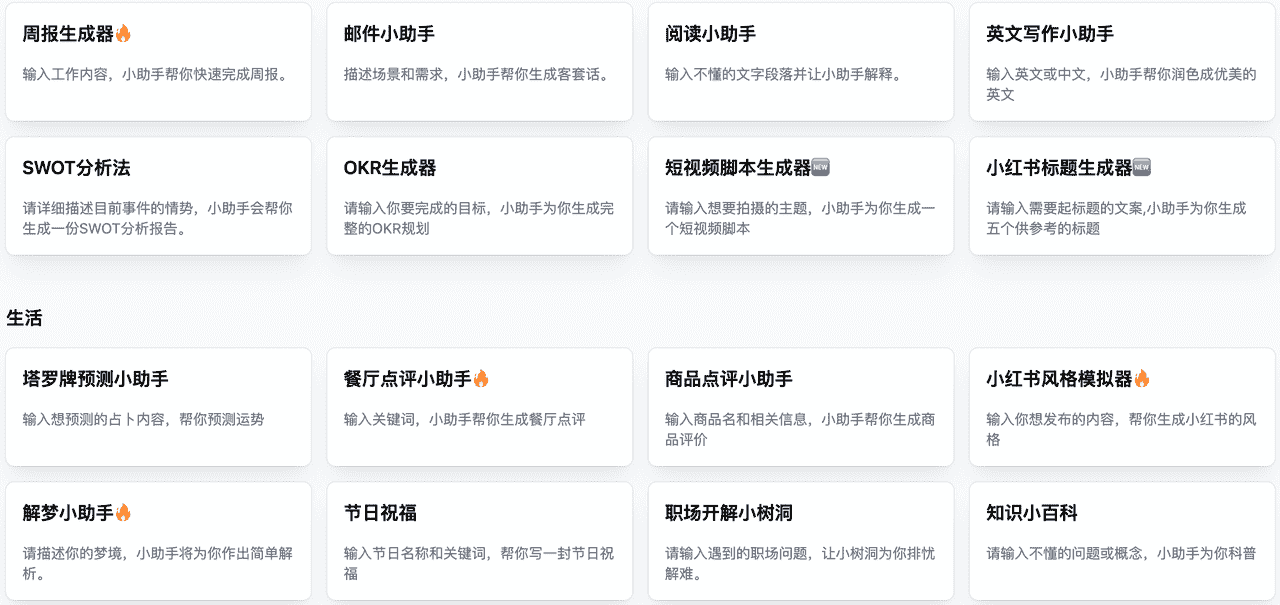 周报生成器🔥
输入工作内容，小助手帮你快速完成周报。
邮件小助手
描述场景和需求，小助手帮你生成客套话。
阅读小助手
输入不懂的文字段落并让小助手解释。
英文写作小助手
输入英文或中文，小助手帮你润色成优美的
英文
SWOT分析法
请详细描述目前事件的情势，小助手会帮你
生成一份SWOT分析报告。
OKR生成器
请输入你要完成的目标，小助手为你生成完
整的OKR规划
短视频脚本生成器🆕
请输入想要拍摄的主题，小助手为你生成一
个短视频脚本
小红书标题生成器🆕
请输入需要起标题的文案,小助手为你生成
五个供参考的标题
生活
塔罗牌预测小助手
输入想预测的占卜内容，帮你预测运势
餐厅点评小助手🔥
输入关键词，小助手帮你生成餐厅点评
商品点评小助手
输入商品名和相关信息，小助手帮你生成商
品评价
小红书风格模拟器🔥
输入你想发布的内容，帮你生成小红书的风
格
解梦小助手🔥
请描述你的梦境，小助手将为你作出简单解
析。
节日祝福
输入节日名称和关键词，帮你写一封节日祝
福
职场开解小树洞
请输入遇到的职场问题，让小树洞为你排忧
解难。
知识小百科
请输入不懂的问题或概念，小助手为你科普